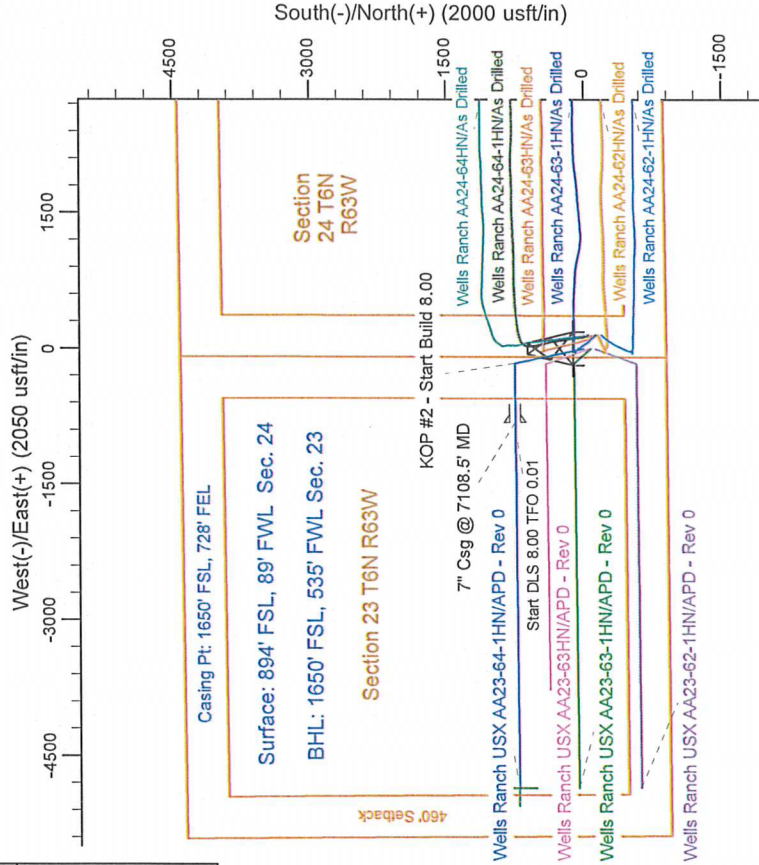 West(-)/East(+) (2050 usft/in)
-4500
-3000
-1500
0
1500
South(-)/North(+) (2000 usft/in)
4500
3000
1500
0
-1500
Casing Pt: 1650' FSL, 728' FEL
Surface: 894' FSL, 89' FWL Sec. 24
BHL: 1650' FSL, 535' FWL Sec. 23
Section 23 T6N R63W
460' Setback
Section
24 T6N
R63W
KOP #2 - Start Build 8.00
7" Csg @ 7108.5' MD
Start DLS 8.00 TFO 0.01
Wells Ranch USX AA23-64-1HN/APD - Rev 0
Wells Ranch USX AA23-63HN/APD - Rev 0
Wells Ranch USX AA23-63-1HN/APD - Rev 0
Wells Ranch USX AA23-62-1HN/APD - Rev 0
Wells Ranch AA24-64HN/As Drilled
Wells Ranch AA24-64-1HN/As Drilled
Wells Ranch AA24-63HN/As Drilled
Wells Ranch AA24-63-1HN/As Drilled
Wells Ranch AA24-62HN/As Drilled
Wells Ranch AA24-62-1HN/As Drilled